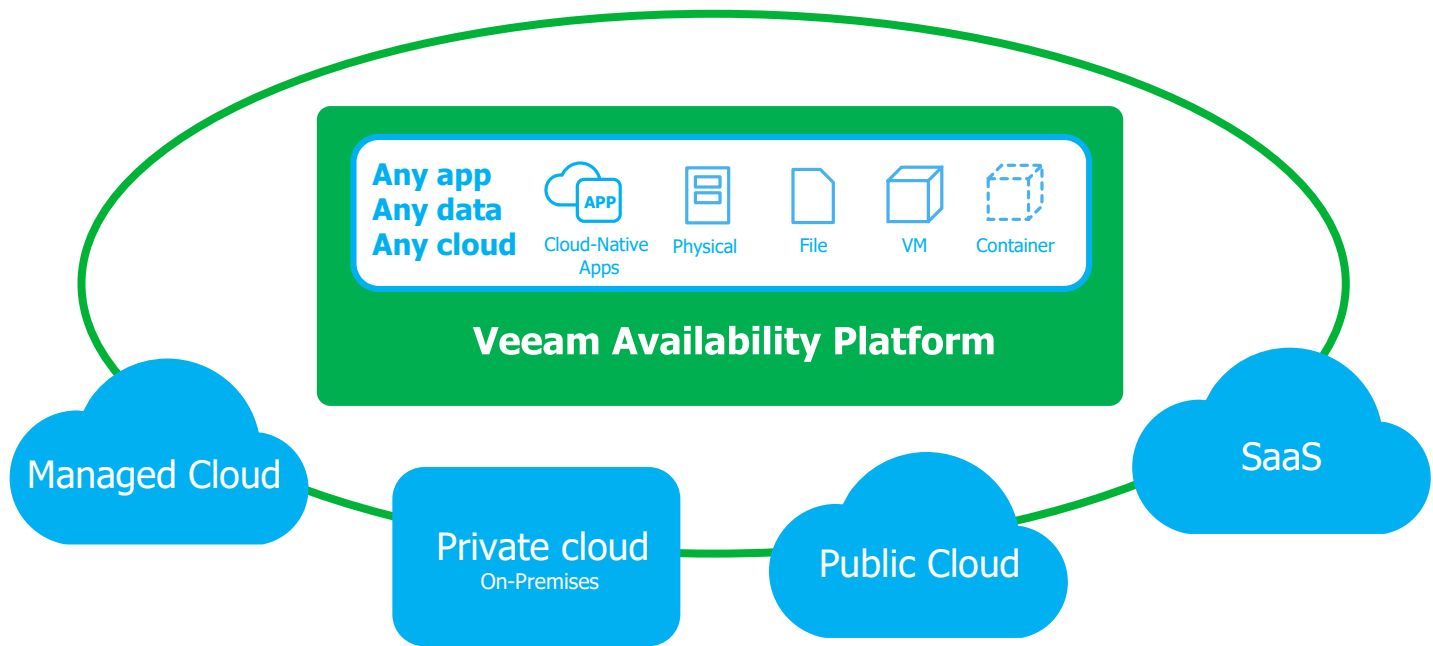 Any app
Any data
Any cloud
APP
Cloud-Native
Apps
Physical
File
VM
Container
Veeam Availability Platform
Managed Cloud
Private cloud
On-Premises
Public Cloud
SaaS